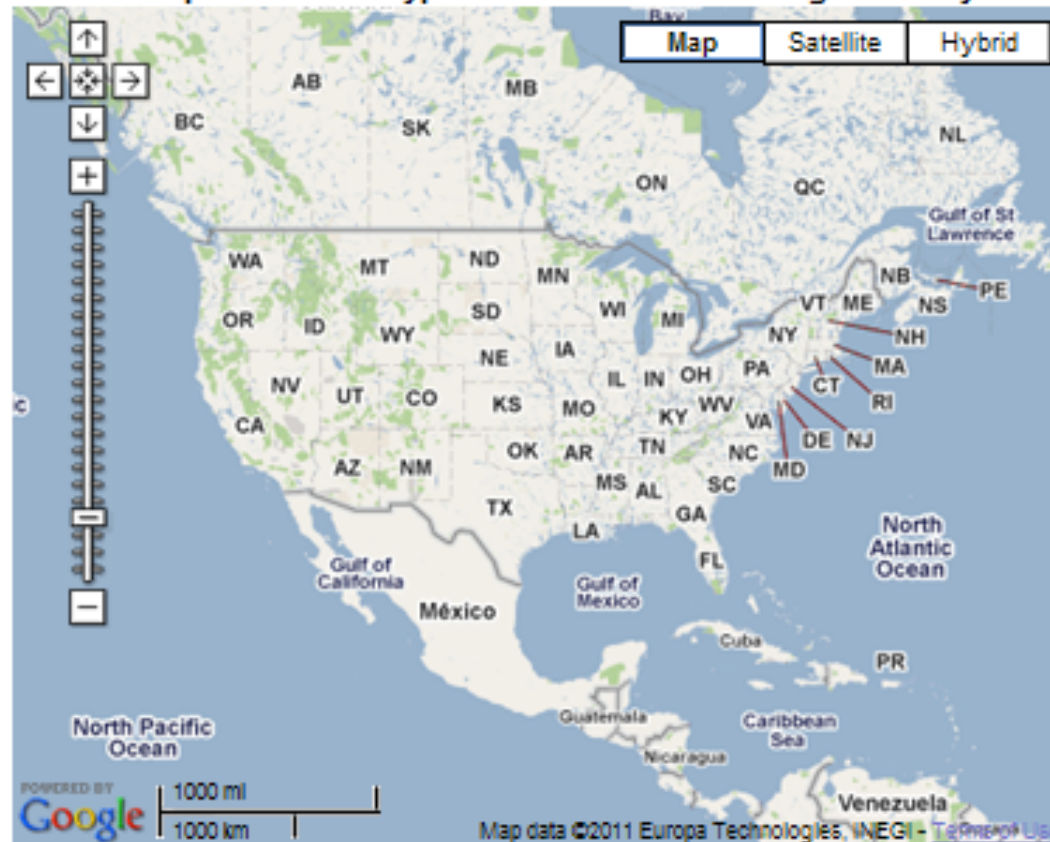 Bay
Map Satellite Hybrid
AB
MB
BC
SK
NL
ON
QC
Gulf of St
Lawrence
WA
MT
ND
MN
NB
PE
OR
ID
WY
SD
WI
MI
VT
ME
NS
NY
NH
NV
UT
CO
NE
IA
IL
IN
OH
PA
MA
CT
RI
CA
KS
MO
KY
WV
VA
DE
NJ
AZ
NM
OK
AR
TN
NC
MD
TX
MS
AL
SC
LA
GA
FL
North
Atlantic
Ocean
Gulf of
California
Gulf of
Mexico
México
Cuba
PR
North Pacific
Ocean
Guatemala
Caribbean
Sea
Nicaragua
Venezuela
POWERED BY
Google
1000 mi
1000 km
Map data ©2011 Europa Technologies, INEGI - Terms of Us